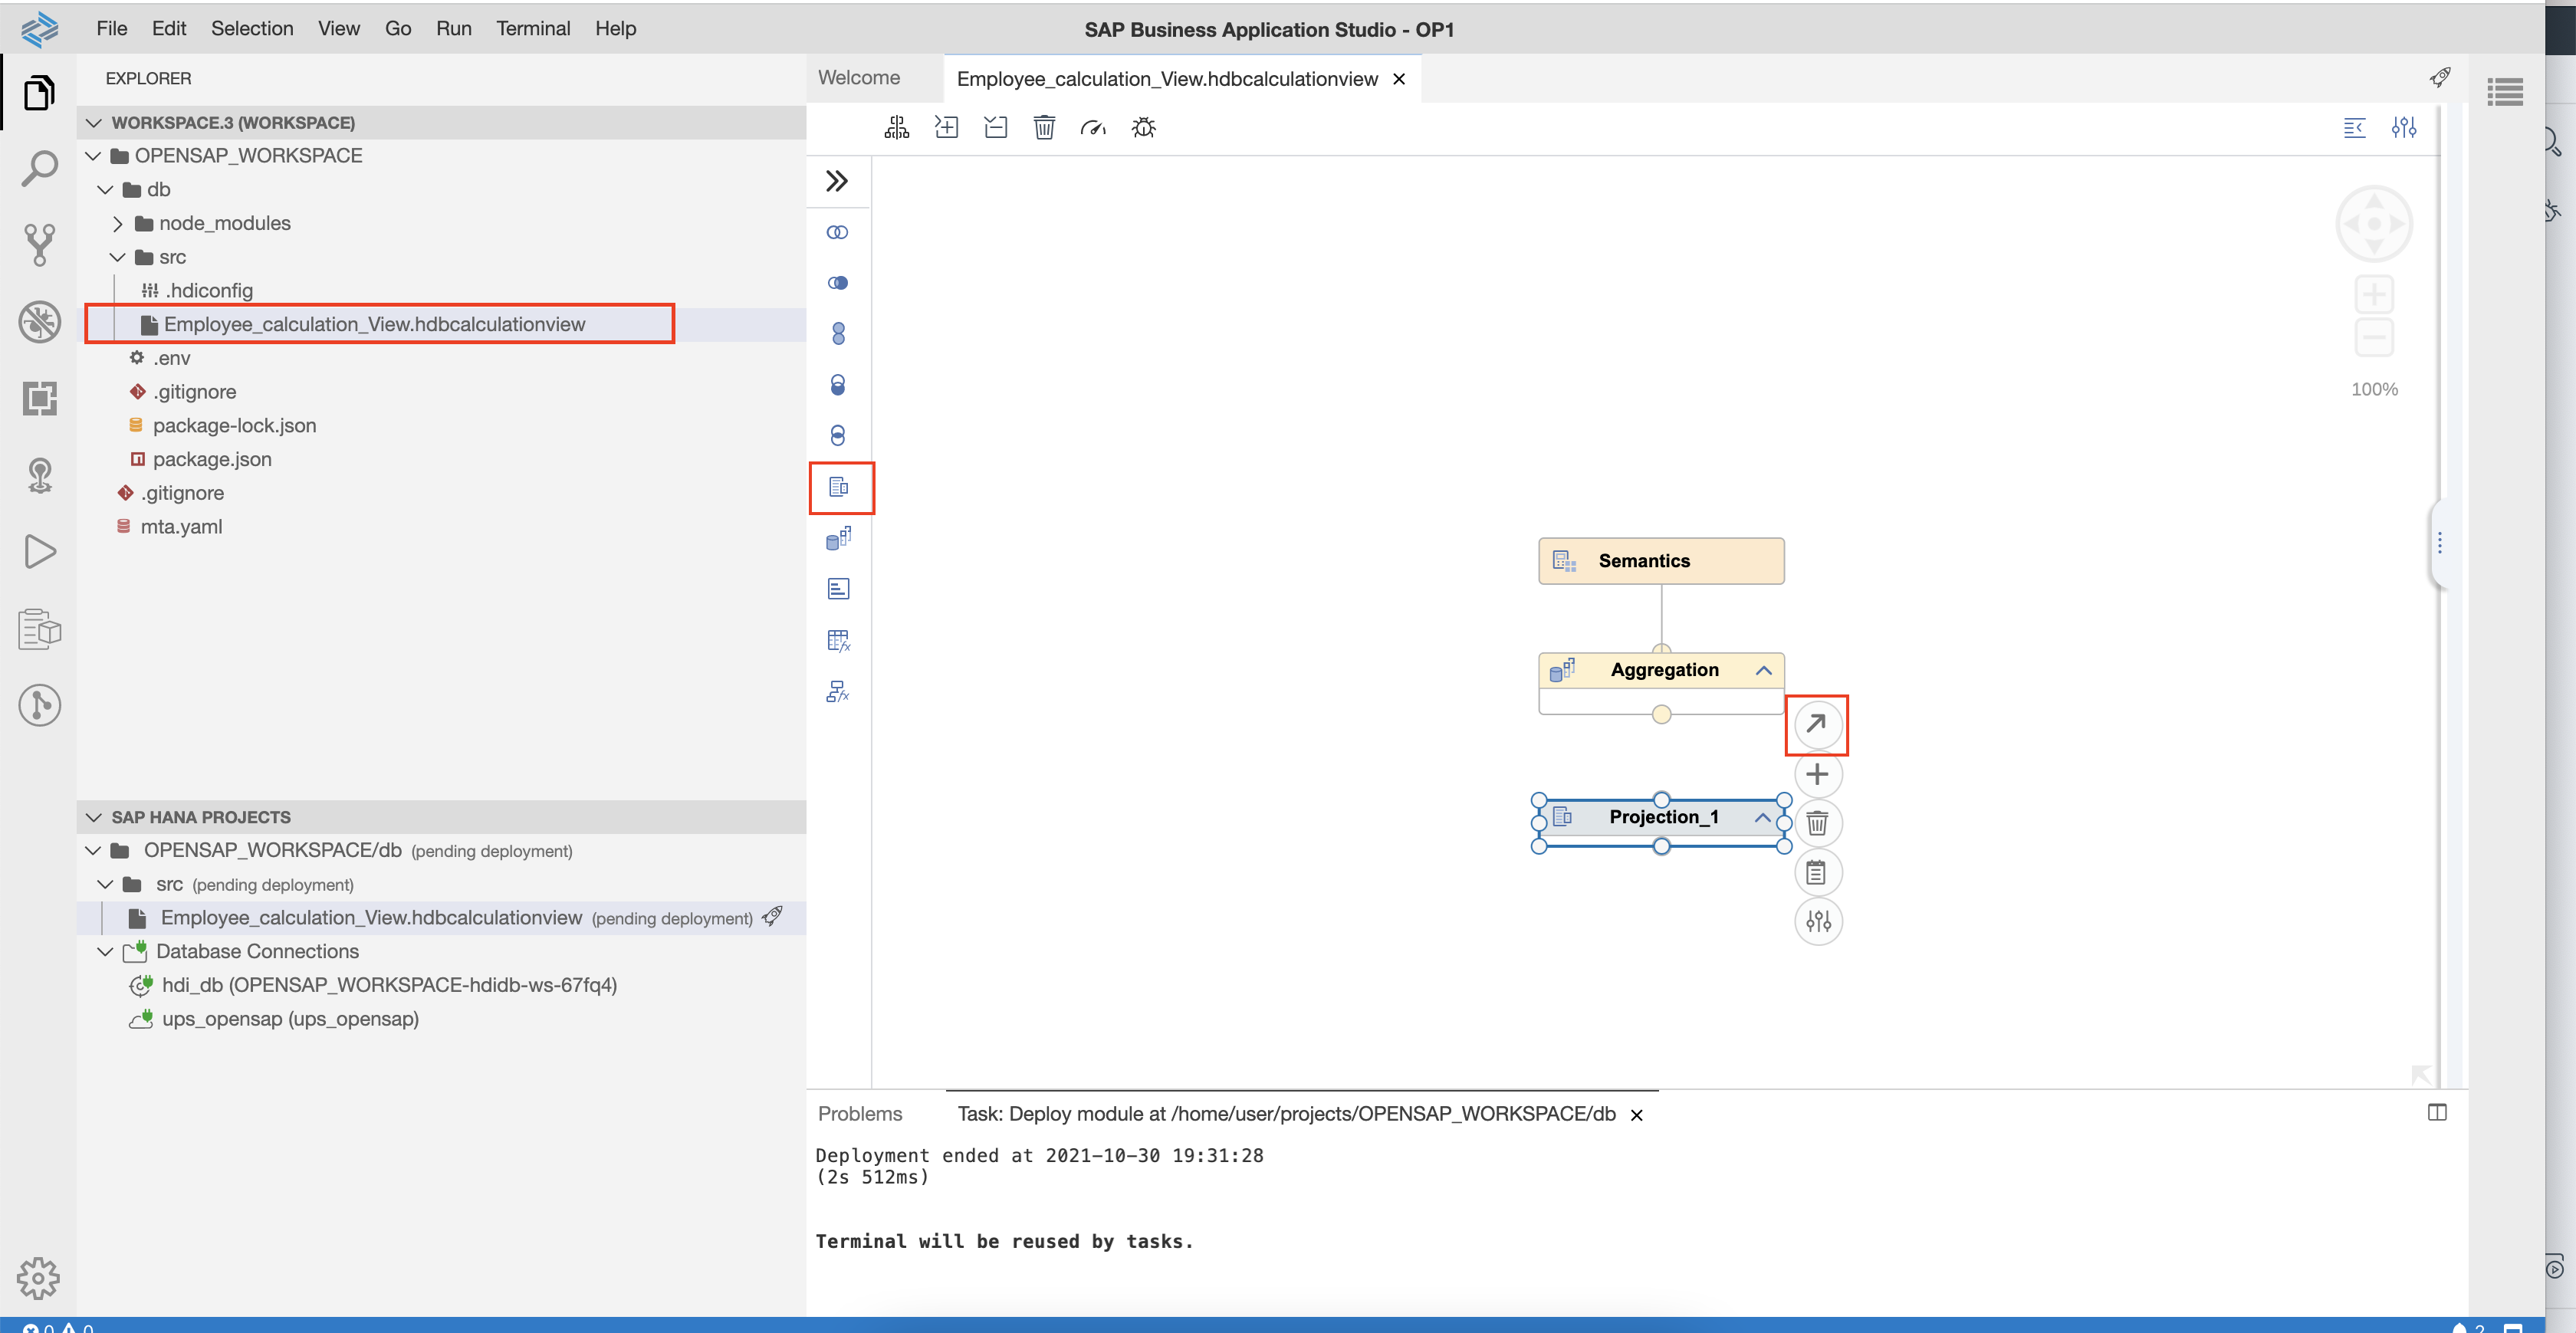 File Edit Selection View Go Run Terminal Help
SAP Business Application Studio - OP1
EXPLORER
WORKSPACE.3 (WORKSPACE)
OPENSAP_WORKSPACE
db
node_modules
src
.hdiconfig
Employee_calculation_View.hdbcalculationview
.env
.gitignore
package-lock.json
package.json
.gitignore
mta.yaml
SAP HANA PROJECTS
OPENSAP_WORKSPACE/db (pending deployment)
src (pending deployment)
Employee_calculation_View.hdbcalculationview (pending deployment)
Database Connections
hdi_db (OPENSAP_WORKSPACE-hdidb-ws-67fq4)
ups_opensap (ups_opensap)
Welcome
Employee_calculation_View.hdbcalculationview
100%
Semantics
Aggregation
Projection_1
Problems
Task: Deploy module at /home/user/projects/OPENSAP_WORKSPACE/db
Deployment ended at 2021-10-30 19:31:28
(2s 512ms)
Terminal will be reused by tasks.